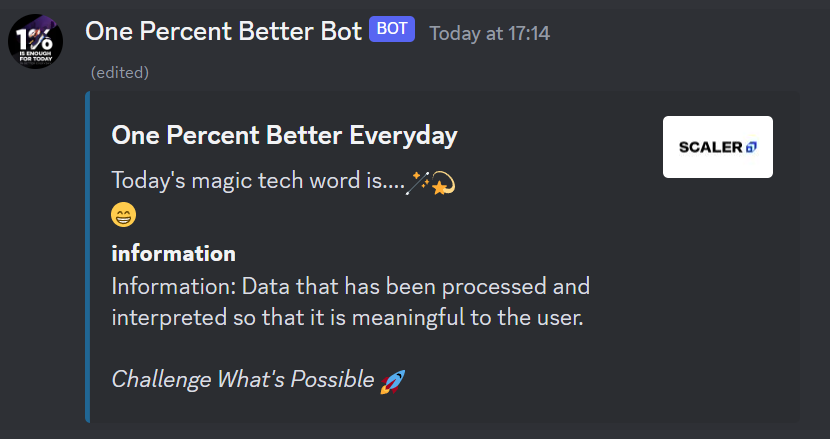 1%
IS ENOUGH
FOR TODAY
One Percent Better Bot BOT Today at 17:14
(edited)
One Percent Better Everyday
SCALER
Today's magic tech word is....🪄💫
😁
information
Information: Data that has been processed and
interpreted so that it is meaningful to the user.
Challenge What's Possible 🚀